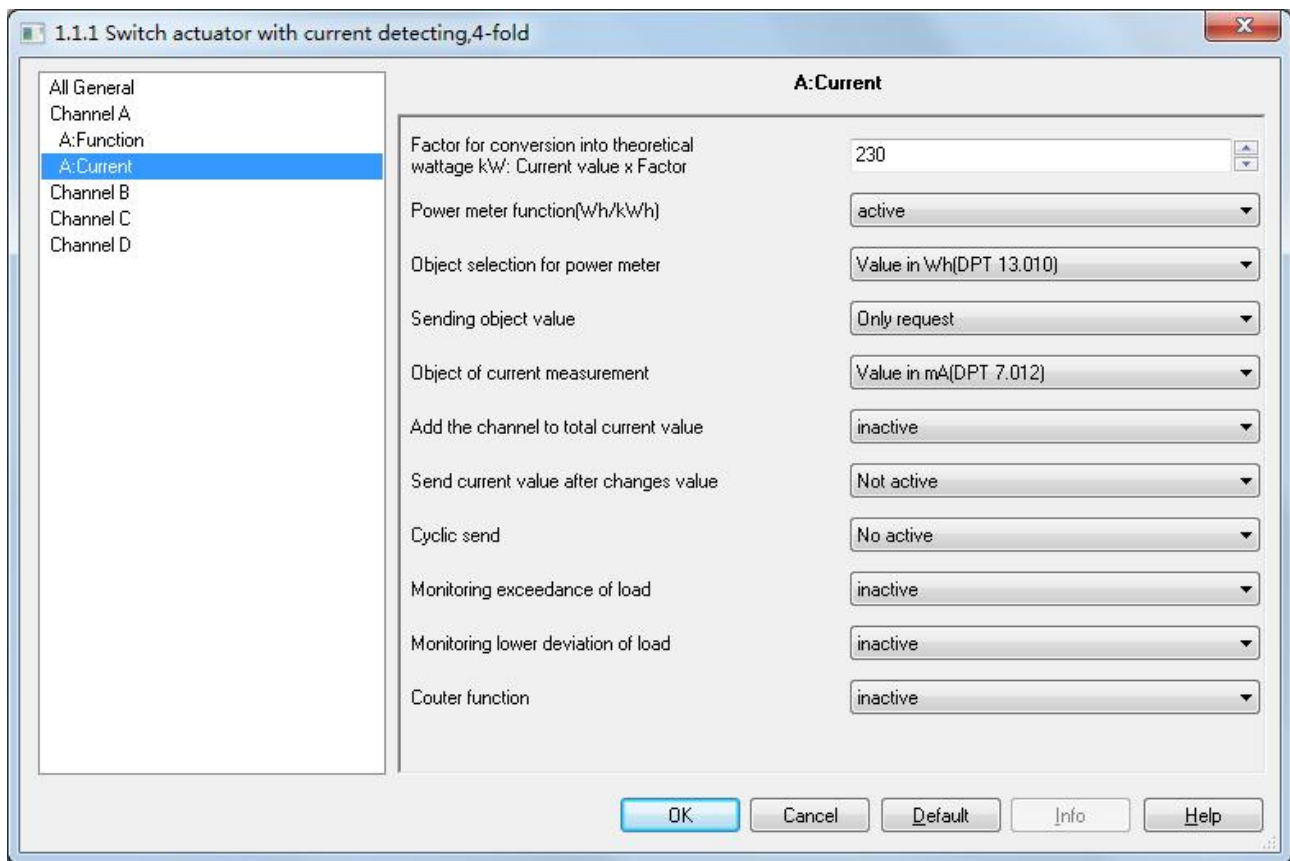 1.1.1 Switch actuator with current detecting,4-fold
All General
Channel A
A:Function
A:Current
Channel B
Channel C
Channel D
A:Current
Factor for conversion into theoretical
wattage kW: Current value x Factor
230
Power meter function(Wh/kWh)
active
Object selection for power meter
Value in Wh(DPT 13.010)
Sending object value
Only request
Object of current measurement
Value in mA(DPT 7.012)
Add the channel to total current value
inactive
Send current value after changes value
Not active
Cyclic send
No active
Monitoring exceedance of load
inactive
Monitoring lower deviation of load
inactive
Couter function
inactive
OK
Cancel
Default
Info
Help